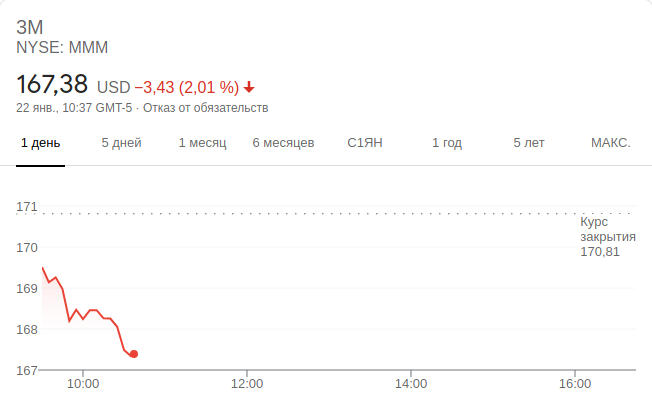 3M
NYSE: MMM
167,38 USD −3,43 (2,01 %)
22 янв., 10:37 GMT-5 · Отказ от обязательств
1 день 5 дней 1 месяц 6 месяцев С1ЯН 1 год 5 лет МАКС.
171
Курс
закрытия
170,81
170
169
168
167
10:00 12:00 14:00 16:00